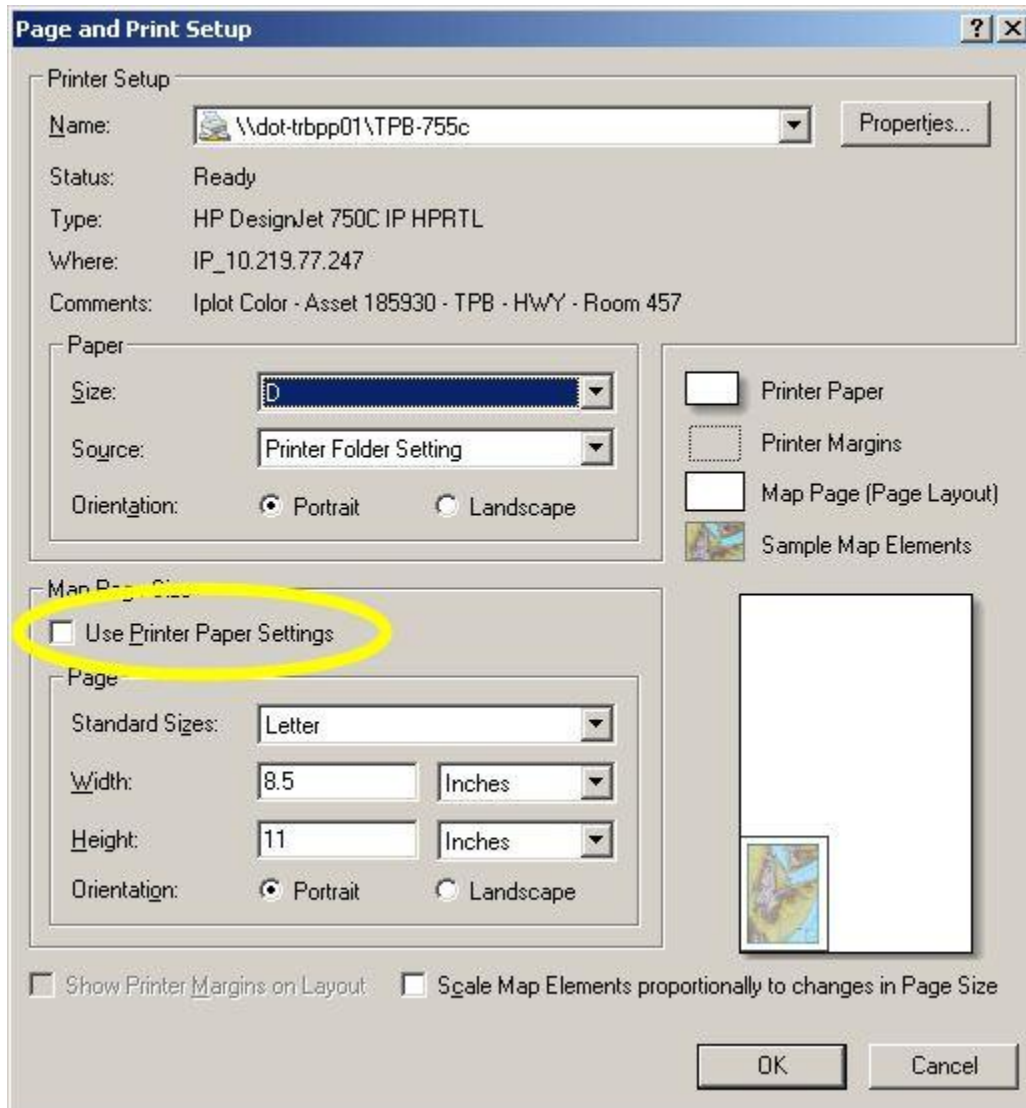 Page and Print Setup
Printer Setup
Name: \\dot-trbpp01\TPB-755c Properties...
Status: Ready
Type: HP DesignJet 750C IP HPRTL
Where: IP_10.219.77.247
Comments: Iplot Color - Asset 185930 - TPB - HWY - Room 457
Paper
Size: D
Source: Printer Folder Setting
Orientation: Portrait Landscape
Printer Paper
Printer Margins
Map Page (Page Layout)
Sample Map Elements
Map Page Size
Use Printer Paper Settings
Page
Standard Sizes: Letter
Width: 8.5 Inches
Height: 11 Inches
Orientation: Portrait Landscape
Show Printer Margins on Layout Scale Map Elements proportionally to changes in Page Size
OK Cancel